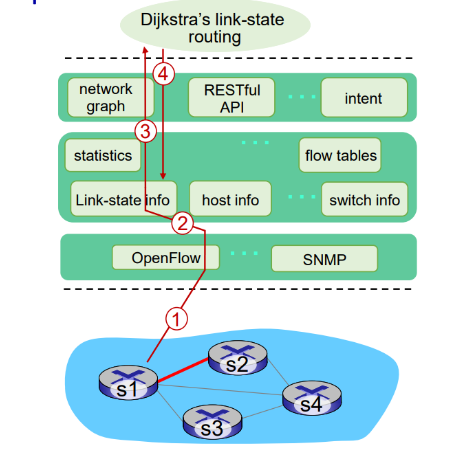 Dijkstra's link-state
routing
4
network
graph
RESTful
API
intent
3
statistics
flow tables
Link-state info
host info
switch info
2
OpenFlow
SNMP
1
s2
s1
s4
s3